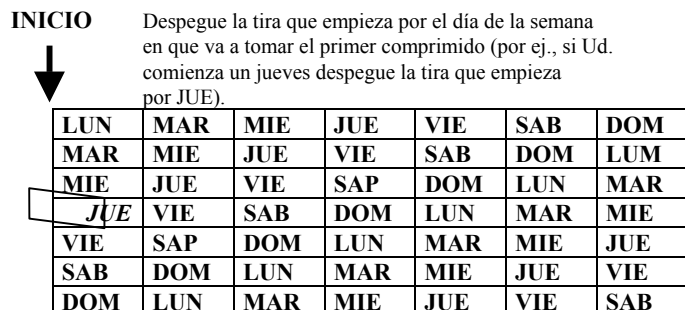 INICIO
Despegue la tira que empieza por el día de la semana
en que va a tomar el primer comprimido (por ej., si Ud.
comienza un jueves despegue la tira que empieza
por JUE).
LUN MAR MIE JUE VIE SAB DOM
MAR MIE JUE VIE SAB DOM LUM
MIE JUE VIE SAP DOM LUN MAR
JUE VIE SAB DOM LUN MAR MIE
VIE SAP DOM LUN MAR MIE JUE
SAB DOM LUN MAR MIE JUE VIE
DOM LUN MAR MIE JUE VIE SAB